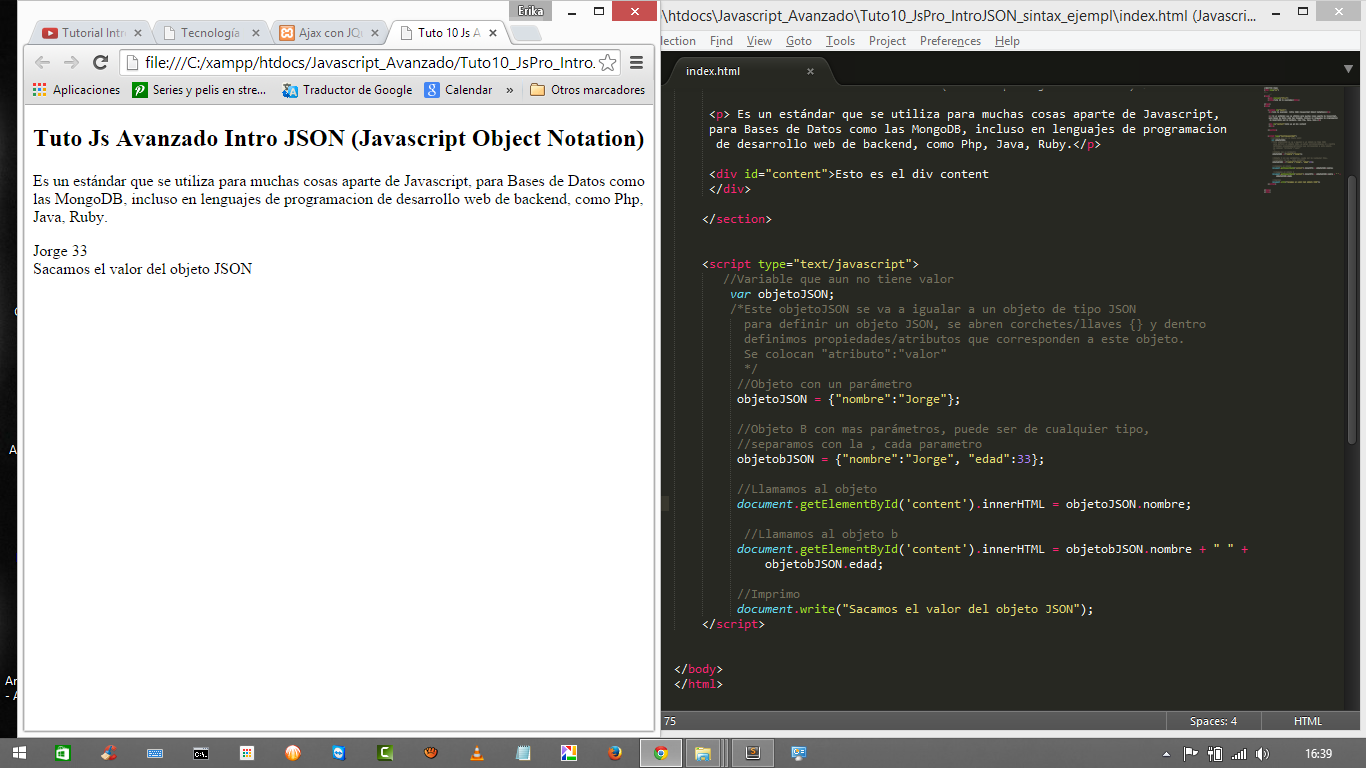 Erika
Tutorial Intr
Tecnología
Ajax con JQu
Tuto 10 Js A
file:///C:/xampp/htdocs/Javascript_Avanzado/Tuto10_JsPro_Intro.
Aplicaciones
Series y pelis en stre...
Traductor de Google
Calendar
»
Otros marcadores
Tuto Js Avanzado Intro JSON (Javascript Object Notation)
Es un estándar que se utiliza para muchas cosas aparte de Javascript, para Bases de Datos como
las MongoDB, incluso en lenguajes de programacion de desarrollo web de backend, como Php,
Java, Ruby.
Jorge 33
Sacamos el valor del objeto JSON
\htdocs\Javascript_Avanzado\Tuto10_JsPro_IntroJSON_sintax_ejempl\index.html (Javascri...
lection Find View Goto Tools Project Preferences Help
index.html
<p> Es un estándar que se utiliza para muchas cosas aparte de Javascript,
para Bases de Datos como las MongoDB, incluso en lenguajes de programacion
de desarrollo web de backend, como Php, Java, Ruby.</p>
<div id="content">Esto es el div content
</div>
</section>
<script type="text/javascript">
//Variable que aun no tiene valor
var objetoJSON;
/*Este objetoJSON se va a igualar a un objeto de tipo JSON
para definir un objeto JSON, se abren corchetes/llaves {} y dentro
definimos propiedades/atributos que corresponden a este objeto.
Se colocan "atributo":"valor"
*/
//Objeto con un parámetro
objetoJSON = {"nombre":"Jorge"};
//Objeto B con mas parámetros, puede ser de cualquier tipo,
//separamos con la , cada parametro
objetobJSON = {"nombre":"Jorge", "edad":33};
//Llamamos al objeto
document.getElementById('content').innerHTML = objetoJSON.nombre;
//Llamamos al objeto b
document.getElementById('content').innerHTML = objetobJSON.nombre + " " +
objetobJSON.edad;
//Imprimo
document.write("Sacamos el valor del objeto JSON");
</script>
</body>
</html>
75
Spaces: 4
HTML
16:39